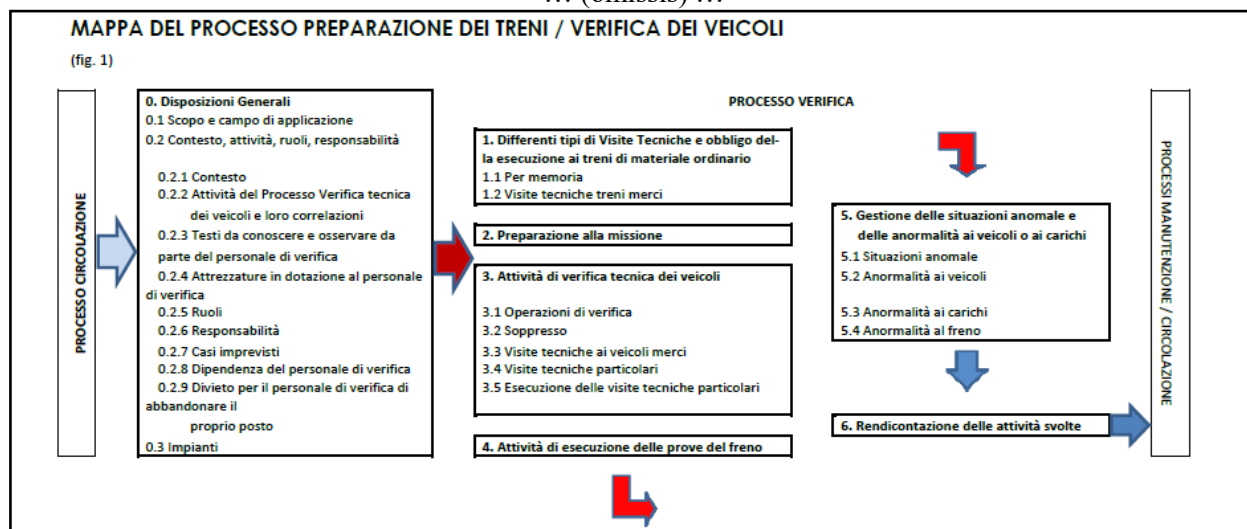 ... (omissis) ...
MAPPA DEL PROCESSO PREPARAZIONE DEI TRENI / VERIFICA DEI VEICOLI
(fig. 1)
PROCESSO CIRCOLAZIONE
0. Disposizioni Generali
0.1 Scopo e campo di applicazione
0.2 Contesto, attività, ruoli, responsabilità
0.2.1 Contesto
0.2.2 Attività del Processo Verifica tecnica
dei veicoli e loro correlazioni
0.2.3 Testi da conoscere e osservare da
parte del personale di verifica
0.2.4 Attrezzature in dotazione al personale
di verifica
0.2.5 Ruoli
0.2.6 Responsabilità
0.2.7 Casi imprevisti
0.2.8 Dipendenza del personale di verifica
0.2.9 Divieto per il personale di verifica di
abbandonare il
proprio posto
0.3 Impianti
PROCESSO VERIFICA
1. Differenti tipi di Visite Tecniche e obbligo del-
la esecuzione ai treni di materiale ordinario
1.1 Per memoria
1.2 Visite tecniche treni merci
2. Preparazione alla missione
3. Attività di verifica tecnica dei veicoli
3.1 Operazioni di verifica
3.2 Soppresso
3.3 Visite tecniche ai veicoli merci
3.4 Visite tecniche particolari
3.5 Esecuzione delle visite tecniche particolari
4. Attività di esecuzione delle prove del freno
5. Gestione delle situazioni anomale e
delle anormalità ai veicoli o ai carichi
5.1 Situazioni anomale
5.2 Anormalità ai veicoli
5.3 Anormalità ai carichi
5.4 Anormalità al freno
6. Rendicontazione delle attività svolte
PROCESSI MANUTENZIONE / CIRCOLAZIONE